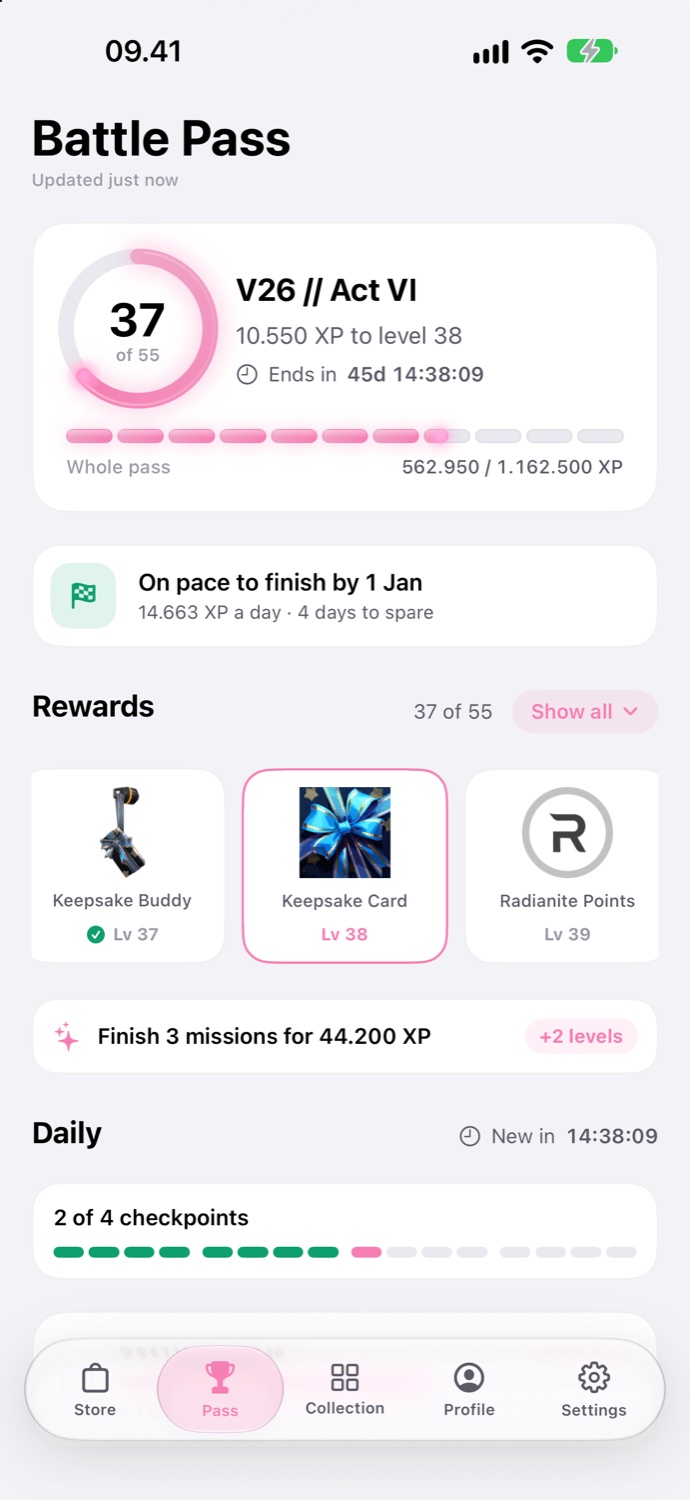 09.41
Battle Pass
Updated just now
37
of 55
V26 // Act VI
10.550 XP to level 38
Ends in 45d 14:38:09
Whole pass
562.950 / 1.162.500 XP
On pace to finish by 1 Jan
14.663 XP a day · 4 days to spare
Rewards
37 of 55
Show all
Keepsake Buddy
Lv 37
Keepsake Card
Lv 38
Radianite Points
Lv 39
Finish 3 missions for 44.200 XP
+2 levels
Daily
New in 14:38:09
2 of 4 checkpoints
Store
Pass
Collection
Profile
Settings